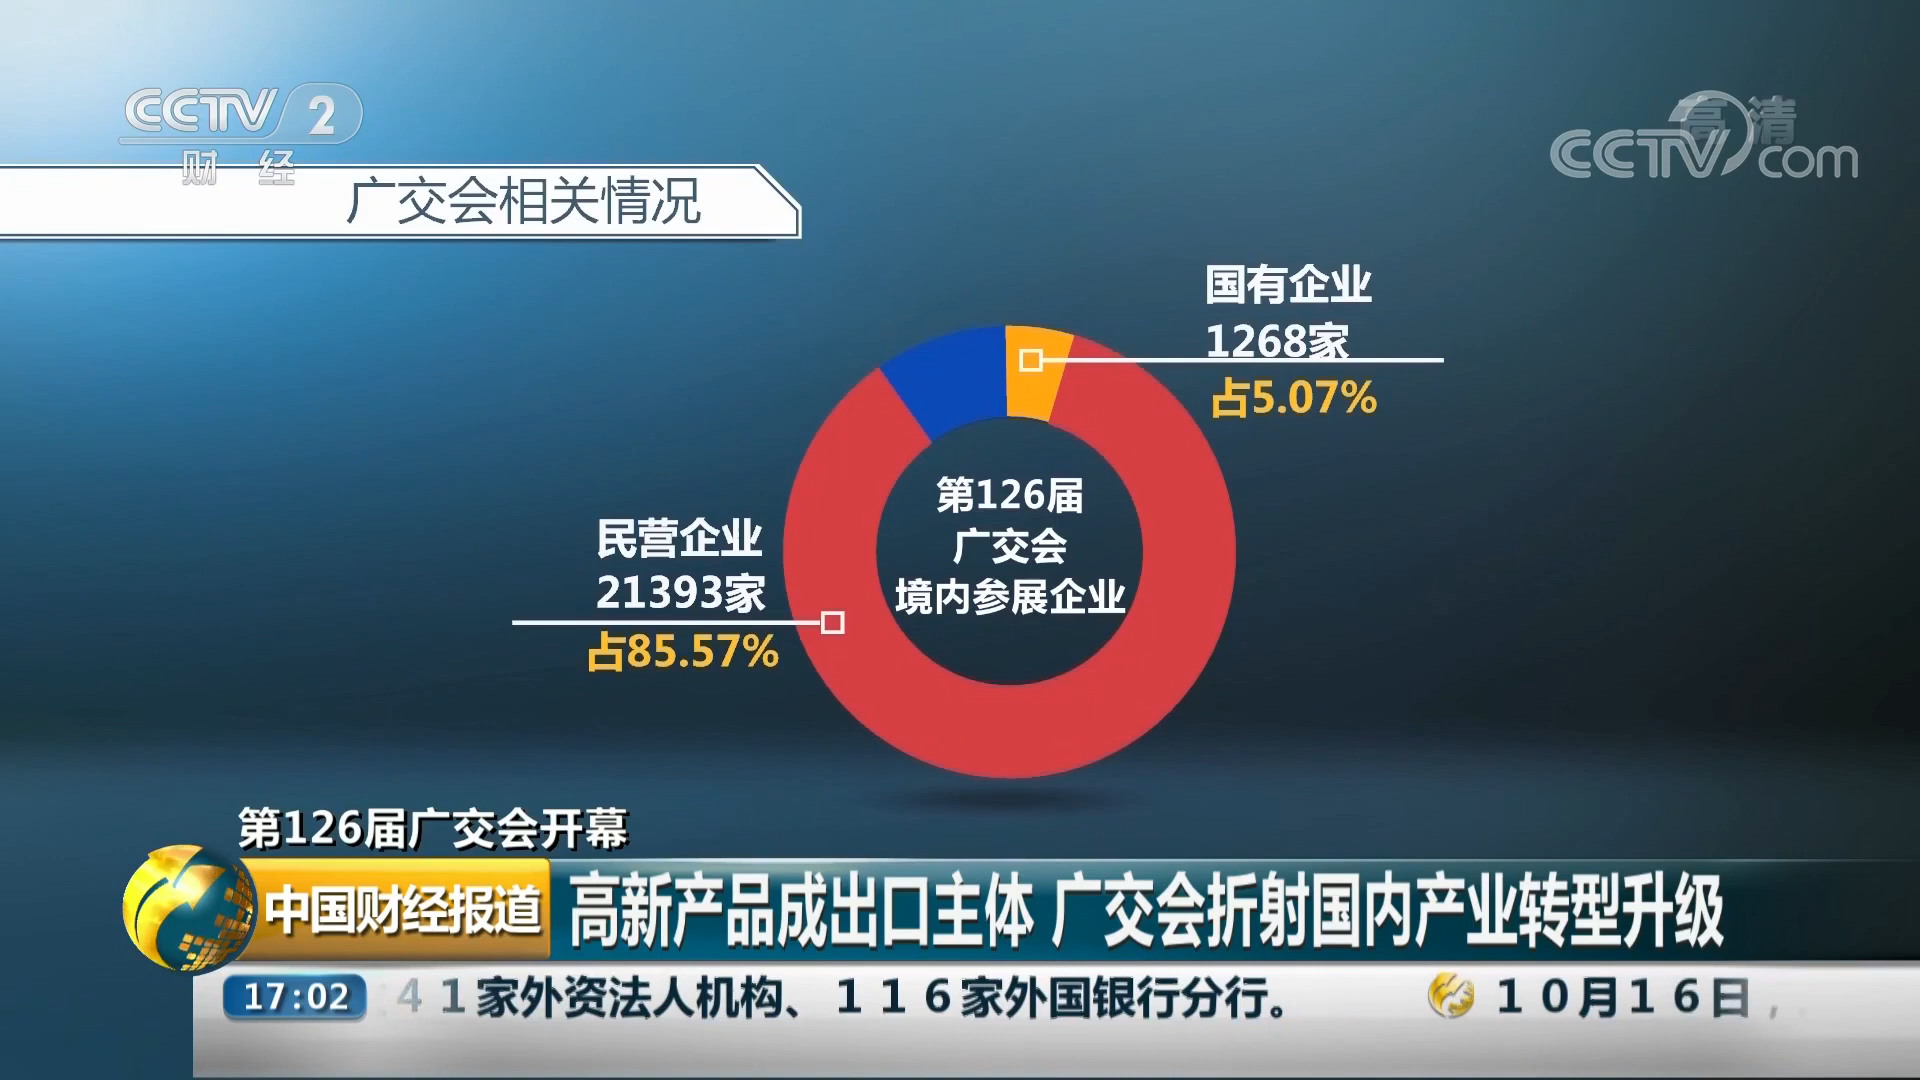 CCTV 2
财 经
高清
CCTV com
广交会相关情况
国有企业
1268家
占5.07%
第126届
广交会
境内参展企业
民营企业
21393家
占85.57%
第126届广交会开幕
中国财经报道
高新产品成出口主体 广交会折射国内产业转型升级
17:02
41家外资法人机构、116家外国银行分行。 10月16日，